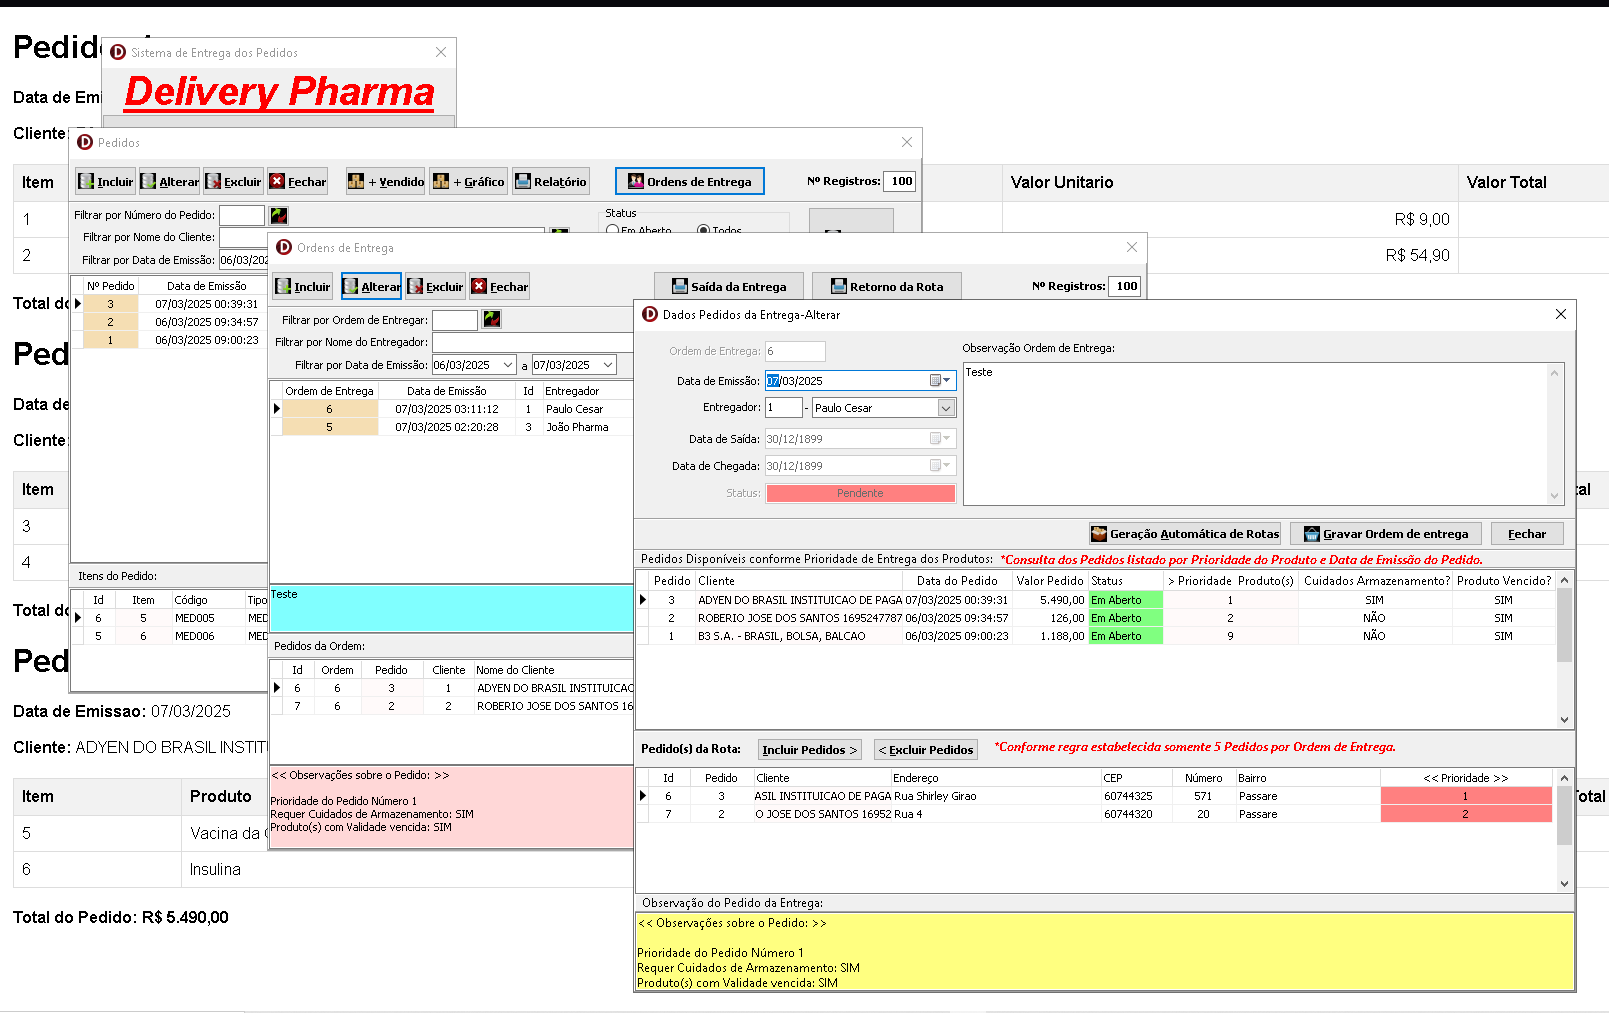 Pedido
Data de Emi
Cliente:
Item
Valor Unitario
Valor Total
1
R$ 9,00
2
R$ 54,90
Total do
Ped
Data de
Cliente:
Item
3
4
Total do
Ped
Data de Emissao: 07/03/2025
Cliente: ADYEN DO BRASIL INSTITU
Item
Produto
Total
5
Vacina da
6
Insulina
Total do Pedido: R$ 5.490,00
Sistema de Entrega dos Pedidos
Delivery Pharma
Pedidos
Incluir
Alterar
Excluir
Fechar
+ Vendido
+ Gráfico
Relatório
Ordens de Entrega
Nº Registros: 100
Filtrar por Número do Pedido:
Status
Filtrar por Nome do Cliente:
Em Aberto
Todos
Filtrar por Data de Emissão: 06/03/202
Nº Pedido Data de Emissão
3 07/03/2025 00:39:31
2 06/03/2025 09:34:57
1 06/03/2025 09:00:23
Itens do Pedido:
Id Item Código Tipo
6 5 MED005 MED
5 6 MED006 MED
Ordens de Entrega
Incluir
Alterar
Excluir
Fechar
Saída da Entrega
Retorno da Rota
Nº Registros: 100
Filtrar por Ordem de Entregar:
Filtrar por Nome do Entregador:
Filtrar por Data de Emissão: 06/03/2025 a 07/03/2025
Ordem de Entrega Data de Emissão Id Entregador
6 07/03/2025 03:11:12 1 Paulo Cesar
5 07/03/2025 02:20:28 3 João Pharma
Teste
Pedidos da Ordem:
Id Ordem Pedido Cliente Nome do Cliente
6 6 3 1 ADYEN DO BRASIL INSTITUICAO
7 6 2 2 ROBERIO JOSE DOS SANTOS 16
<< Observações sobre o Pedido: >>
Prioridade do Pedido Número 1
Requer Cuidados de Armazenamento: SIM
Produto(s) com Validade vencida: SIM
Dados Pedidos da Entrega-Alterar
Ordem de Entrega: 6
Observação Ordem de Entrega:
Data de Emissão: 07/03/2025
Teste
Entregador: 1 - Paulo Cesar
Data de Saída: 30/12/1899
Data de Chegada: 30/12/1899
Status: Pendente
Geração Automática de Rotas
Gravar Ordem de entrega
Fechar
Pedidos Disponíveis conforme Prioridade de Entrega dos Produtos: *Consulta dos Pedidos listado por Prioridade do Produto e Data de Emissão do Pedido.
Pedido Cliente Data do Pedido Valor Pedido Status > Prioridade Produto(s) Cuidados Armazenamento? Produto Vencido?
3 ADYEN DO BRASIL INSTITUICAO DE PAGA 07/03/2025 00:39:31 5.490,00 Em Aberto 1 SIM SIM
2 ROBERIO JOSE DOS SANTOS 1695247787 06/03/2025 09:34:57 126,00 Em Aberto 2 NÃO SIM
1 B3 S.A. - BRASIL, BOLSA, BALCAO 06/03/2025 09:00:23 1.188,00 Em Aberto 9 NÃO SIM
Pedido(s) da Rota:
Incluir Pedidos >
< Excluir Pedidos
*Conforme regra estabelecida somente 5 Pedidos por Ordem de Entrega.
Id Pedido Cliente Endereço CEP Número Bairro << Prioridade >>
6 3 ASIL INSTITUICAO DE PAGA Rua Shirley Girao 60744325 571 Passare 1
7 2 O JOSE DOS SANTOS 16952 Rua 4 60744320 20 Passare 2
Observação do Pedido da Entrega:
<< Observações sobre o Pedido: >>
Prioridade do Pedido Número 1
Requer Cuidados de Armazenamento: SIM
Produto(s) com Validade vencida: SIM